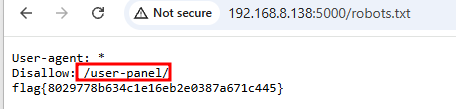 Not secure 192.168.8.138:5000/robots.txt
User-agent: *
Disallow: /user-panel/
flag{8029778b634c1e16eb2e0387a671c445}